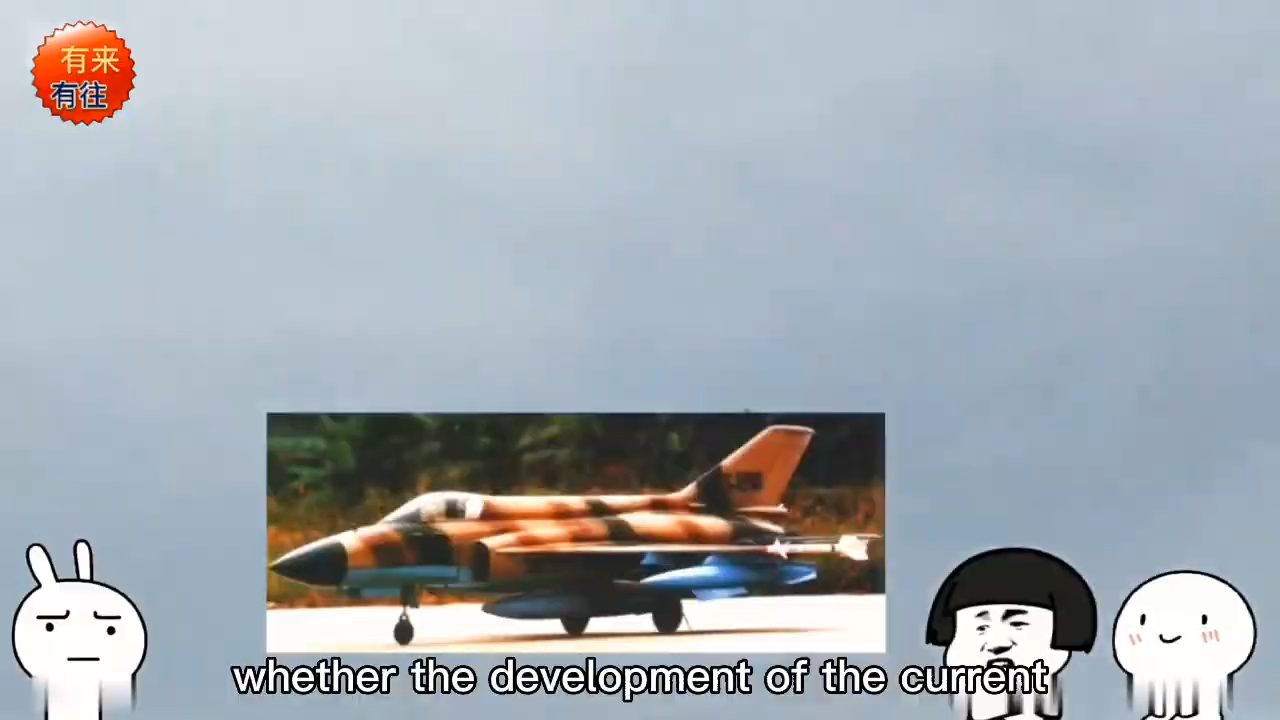 有来
有往
whether the development of the current